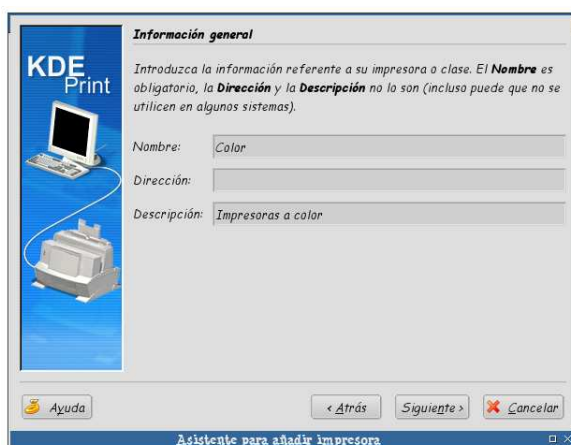 Información general
KDE
Print
Introduzca la información referente a su impresora o clase. El Nombre es
obligatorio, la Dirección y la Descripción no lo son (incluso puede que no se
utilicen en algunos sistemas).
Nombre: Color
Dirección:
Descripción: Impresoras a color
Ayuda < Atrás Siguiente > Cancelar
Asistente para añadir impresora